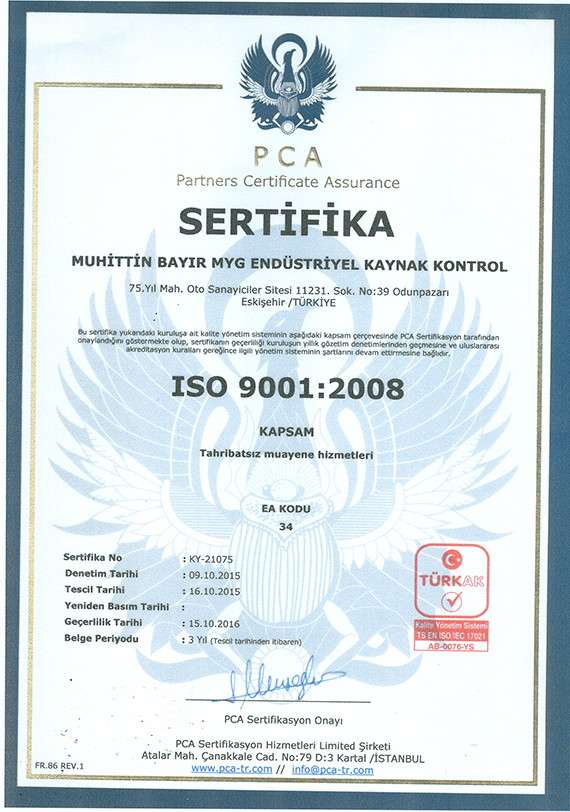 PCA
Partners Certificate Assurance
SERTİFİKA
MUHİTTİN BAYIR MYG ENDÜSTRİYEL KAYNAK KONTROL
75.Yıl Mah. Oto Sanayiciler Sitesi 11231. Sok. No:39 Odunpazarı
Eskişehir /TÜRKİYE
Bu sertifika yukarıdaki kuruluşa ait kalite yönetim sisteminin aşağıdaki kapsam çerçevesinde PCA Sertifikasyon tarafından
onaylandığını göstermekte olup, sertifikanın geçerliliği kuruluşun yıllık gözetim denetimlerinden geçmesine ve uluslararası
akreditasyon kuralları gereğince ilgili yönetim sisteminin şartlarını devam ettirmesine bağlıdır.
ISO 9001:2008
KAPSAM
Tahribatsız muayene hizmetleri
EA KODU
34
Sertifika No : KY-21075
Denetim Tarihi : 09.10.2015
Tescil Tarihi : 16.10.2015
Yeniden Basım Tarihi :
Geçerlilik Tarihi : 15.10.2016
Belge Periyodu : 3 Yıl (Tescil tarihinden itibaren)
TÜRKAK
Kalite Yönetim Sistemi
TS EN ISO/IEC 17021
AB-0076-YS
PCA Sertifikasyon Onayı
PCA Sertifikasyon Hizmetleri Limited Şirketi
Atalar Mah. Çanakkale Cad. No:79 D:3 Kartal /İSTANBUL
www.pca-tr.com // info@pca-tr.com
FR.86 REV.1